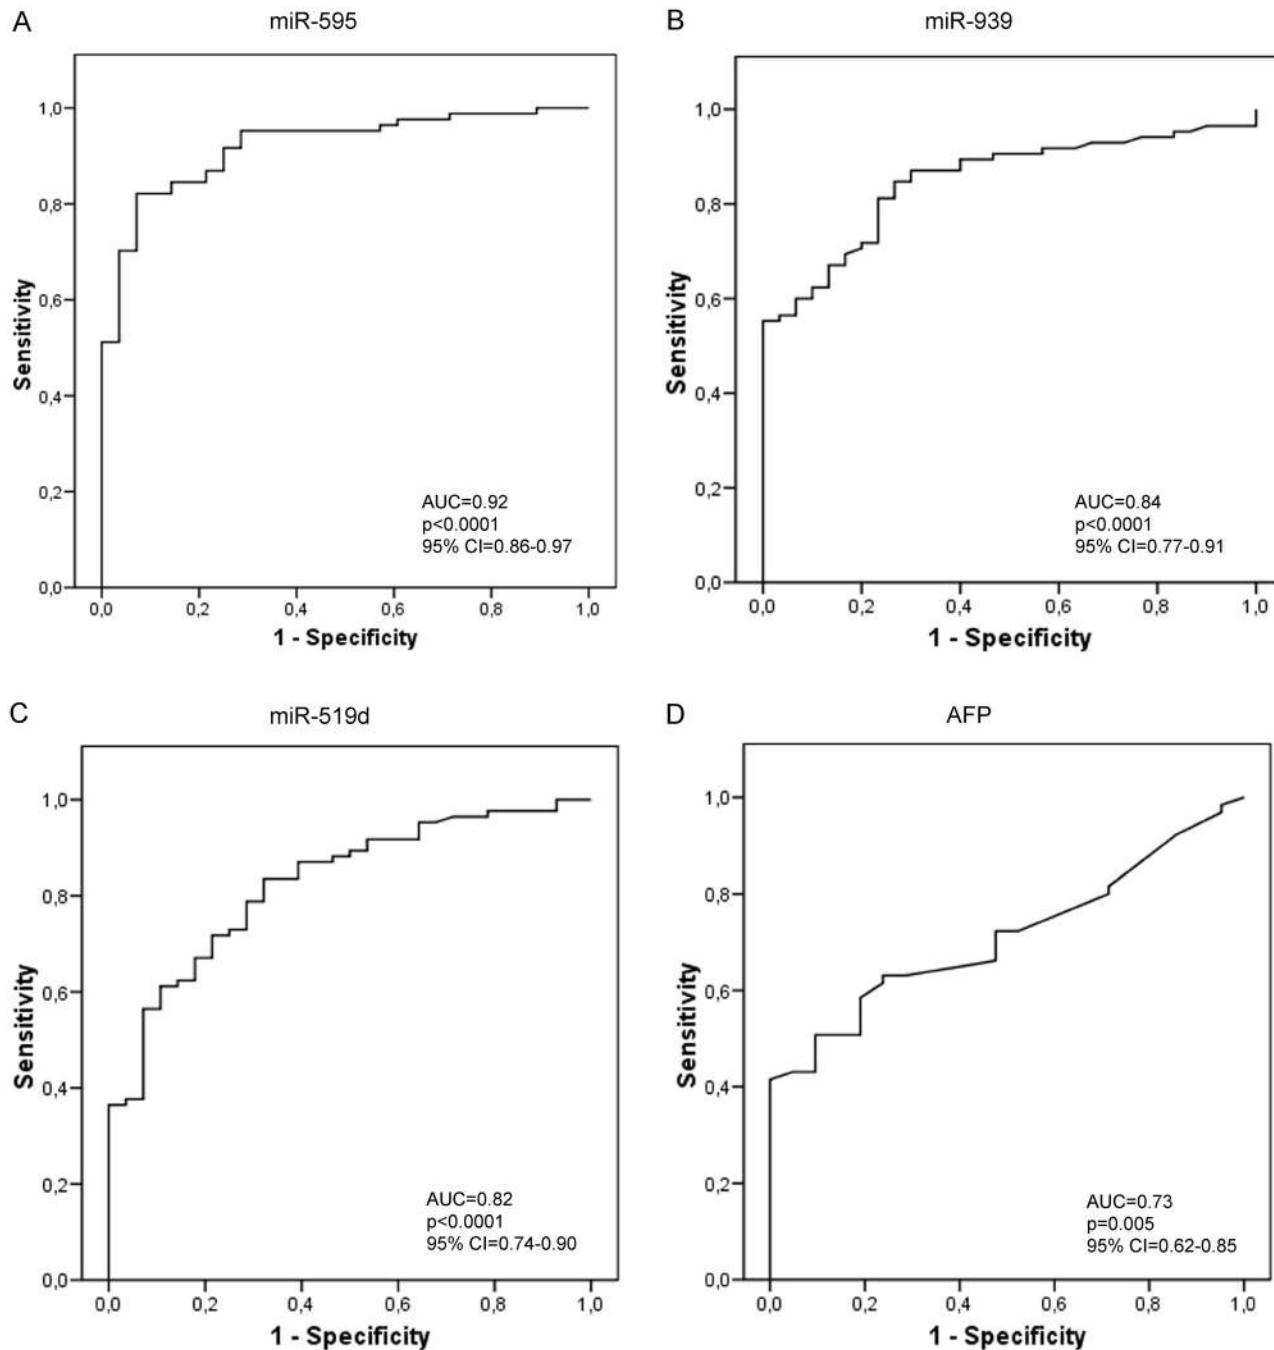 A
miR-595
1,0
0,8
0,6
0,4
0,2
0,0
Sensitivity
AUC=0.92
p<0.0001
95% CI=0.86-0.97
0,0 0,2 0,4 0,6 0,8 1,0
1 - Specificity
B
miR-939
1,0
0,8
0,6
0,4
0,2
0,0
Sensitivity
AUC=0.84
p<0.0001
95% CI=0.77-0.91
0,0 0,2 0,4 0,6 0,8 1,0
1 - Specificity
C
miR-519d
1,0
0,8
0,6
0,4
0,2
0,0
Sensitivity
AUC=0.82
p<0.0001
95% CI=0.74-0.90
0,0 0,2 0,4 0,6 0,8 1,0
1 - Specificity
D
AFP
1,0
0,8
0,6
0,4
0,2
0,0
Sensitivity
AUC=0.73
p=0.005
95% CI=0.62-0.85
0,0 0,2 0,4 0,6 0,8 1,0
1 - Specificity